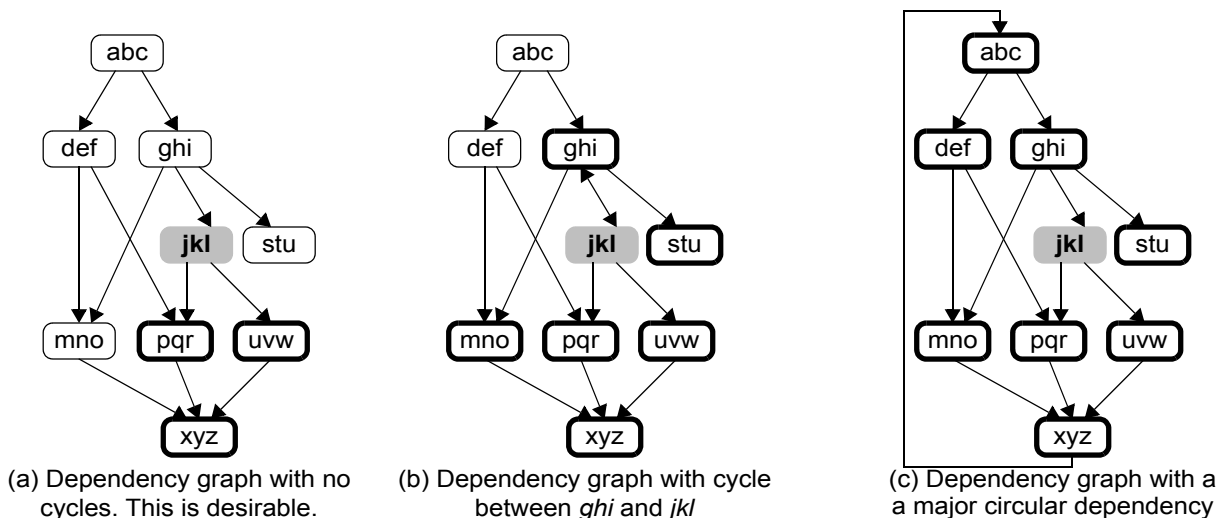 abc
def
ghi
jkl
stu
mno
pqr
uvw
xyz
(a) Dependency graph with no
cycles. This is desirable.
abc
def
ghi
jkl
stu
mno
pqr
uvw
xyz
(b) Dependency graph with cycle
between ghi and jkl
abc
def
ghi
jkl
stu
mno
pqr
uvw
xyz
(c) Dependency graph with a
a major circular dependency